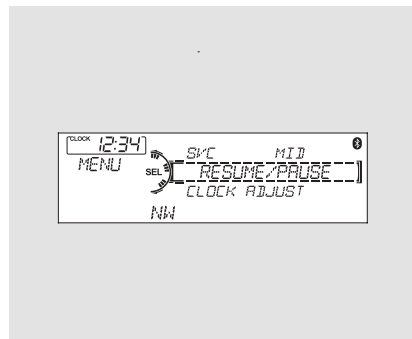 CLOCK 12:34
MENU
SEL
SVC MID
RESUME/PAUSE
CLOCK ADJUST
NW